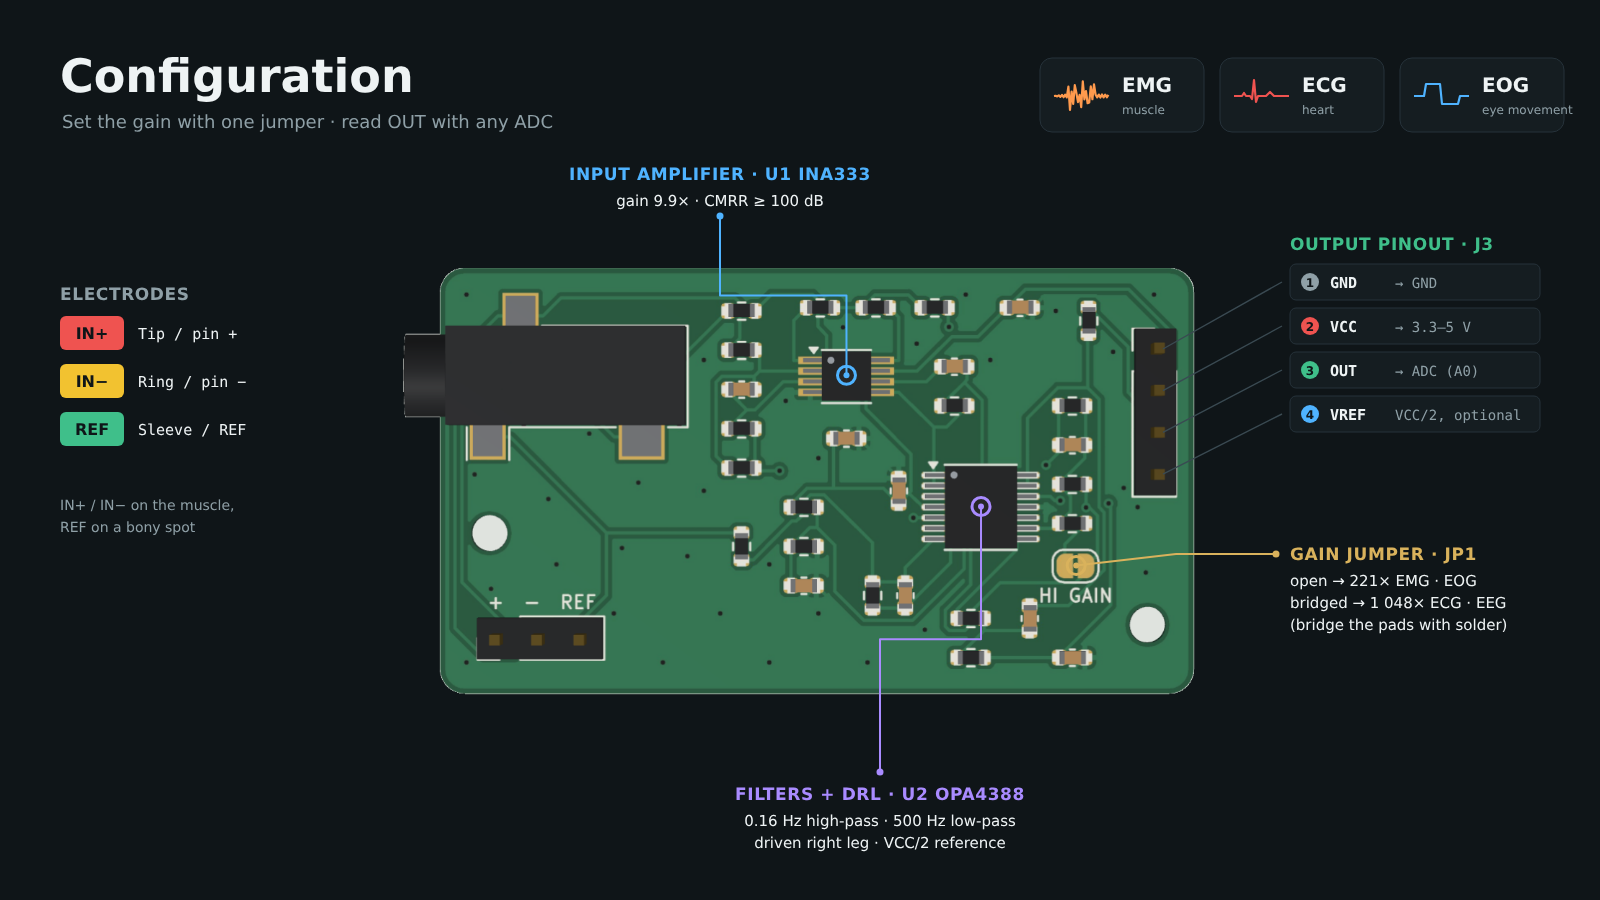 Configuration
Set the gain with one jumper · read OUT with any ADC
EMG
muscle
ECG
heart
EOG
eye movement
INPUT AMPLIFIER · U1 INA333
gain 9.9× · CMRR ≥ 100 dB
ELECTRODES
IN+ Tip / pin +
IN− Ring / pin −
REF Sleeve / REF
IN+ / IN− on the muscle,
REF on a bony spot
OUTPUT PINOUT · J3
1 GND → GND
2 VCC → 3.3–5 V
3 OUT → ADC (A0)
4 VREF VCC/2, optional
+ − REF
HI GAIN
GAIN JUMPER · JP1
open → 221× EMG · EOG
bridged → 1 048× ECG · EEG
(bridge the pads with solder)
FILTERS + DRL · U2 OPA4388
0.16 Hz high-pass · 500 Hz low-pass
driven right leg · VCC/2 reference